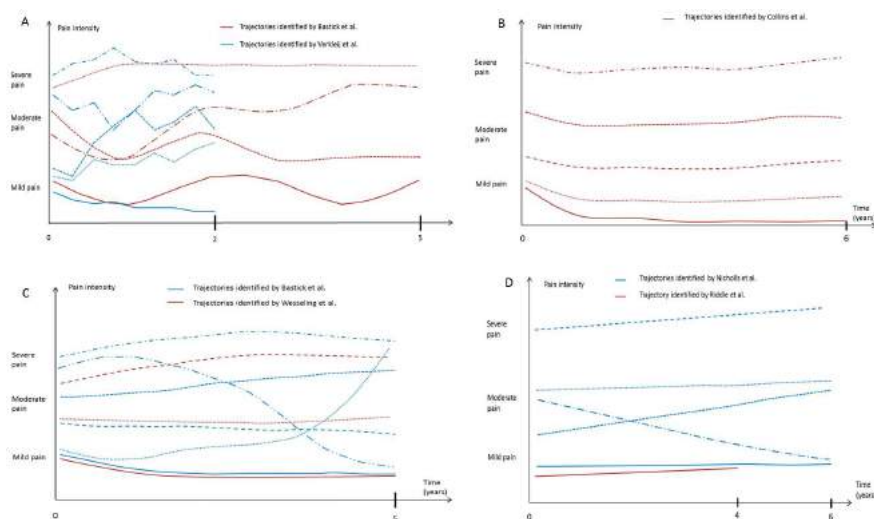 A
Pain intensity
Trajectories identified by Bastick et al.
Trajectories identified by Verkleij et al.
Severe
pain
Moderate
pain
Mild pain
Time
(years)
0
2
5
B
Pain intensity
Trajectories identified by Collins et al.
Severe
pain
Moderate
pain
Mild pain
Time
(years)
0
6
C
Pain intensity
Trajectories identified by Bastick et al.
Trajectories identified by Wesseling et al.
Severe
pain
Moderate
pain
Mild pain
Time
(years)
0
5
D
Pain intensity
Trajectories identified by Nicholls et al.
Trajectory identified by Riddle et al.
Severe
pain
Moderate
pain
Mild pain
Time
(years)
0
4
6